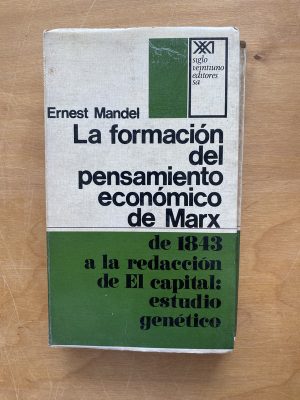 XXI
siglo
veintiuno
editores
sa
Ernest Mandel
La formación
del
pensamiento
económico
de Marx
de 1843
a la redacción
de El capital:
estudio
genético